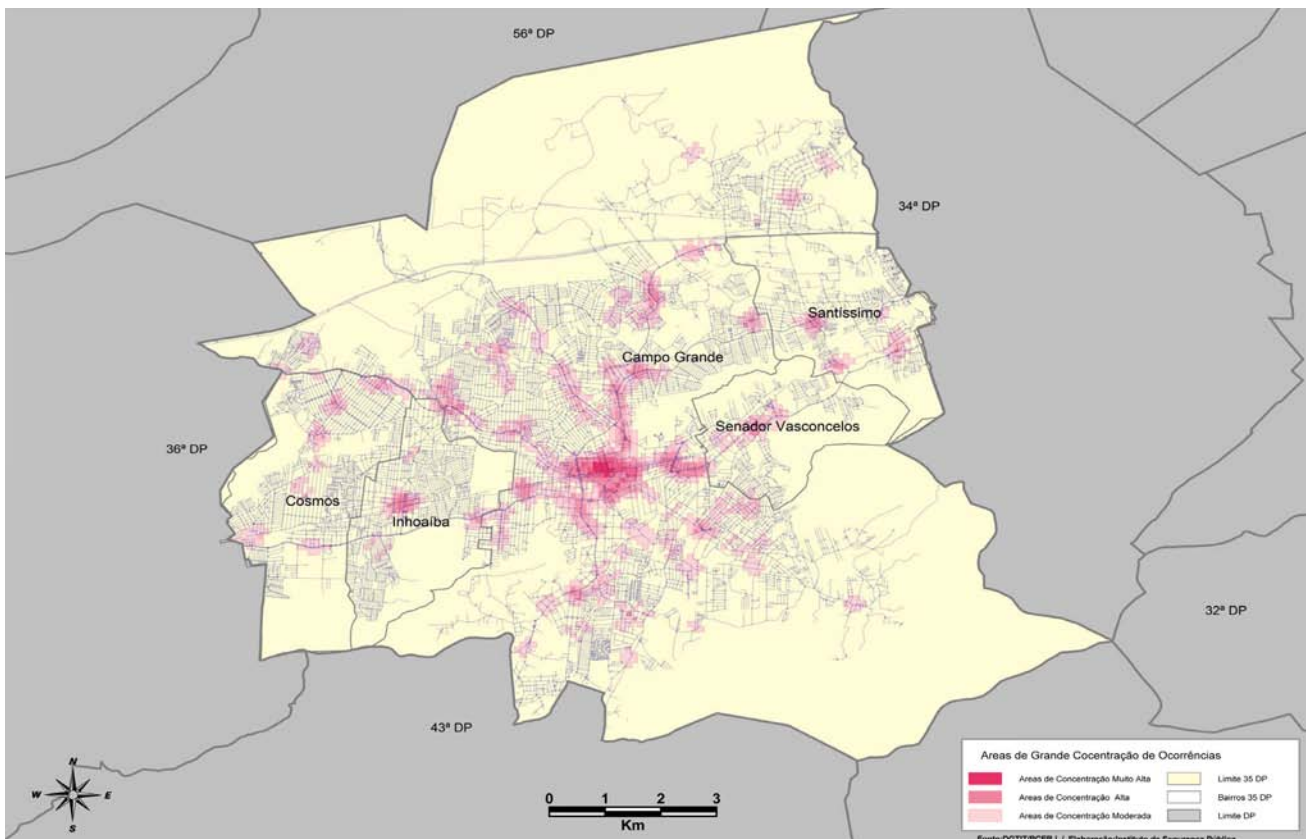 56ª DP
34ª DP
Santíssimo
Campo Grande
Senador Vasconcelos
36ª DP
Cosmos
Inhoaíba
32ª DP
43ª DP
N
W E
S
0 1 2 3
Km
Areas de Grande Cocentração de Ocorrências
Areas de Concentração Muito Alta
Areas de Concentração Alta
Areas de Concentração Moderada
Limite 35 DP
Bairros 35 DP
Limite DP